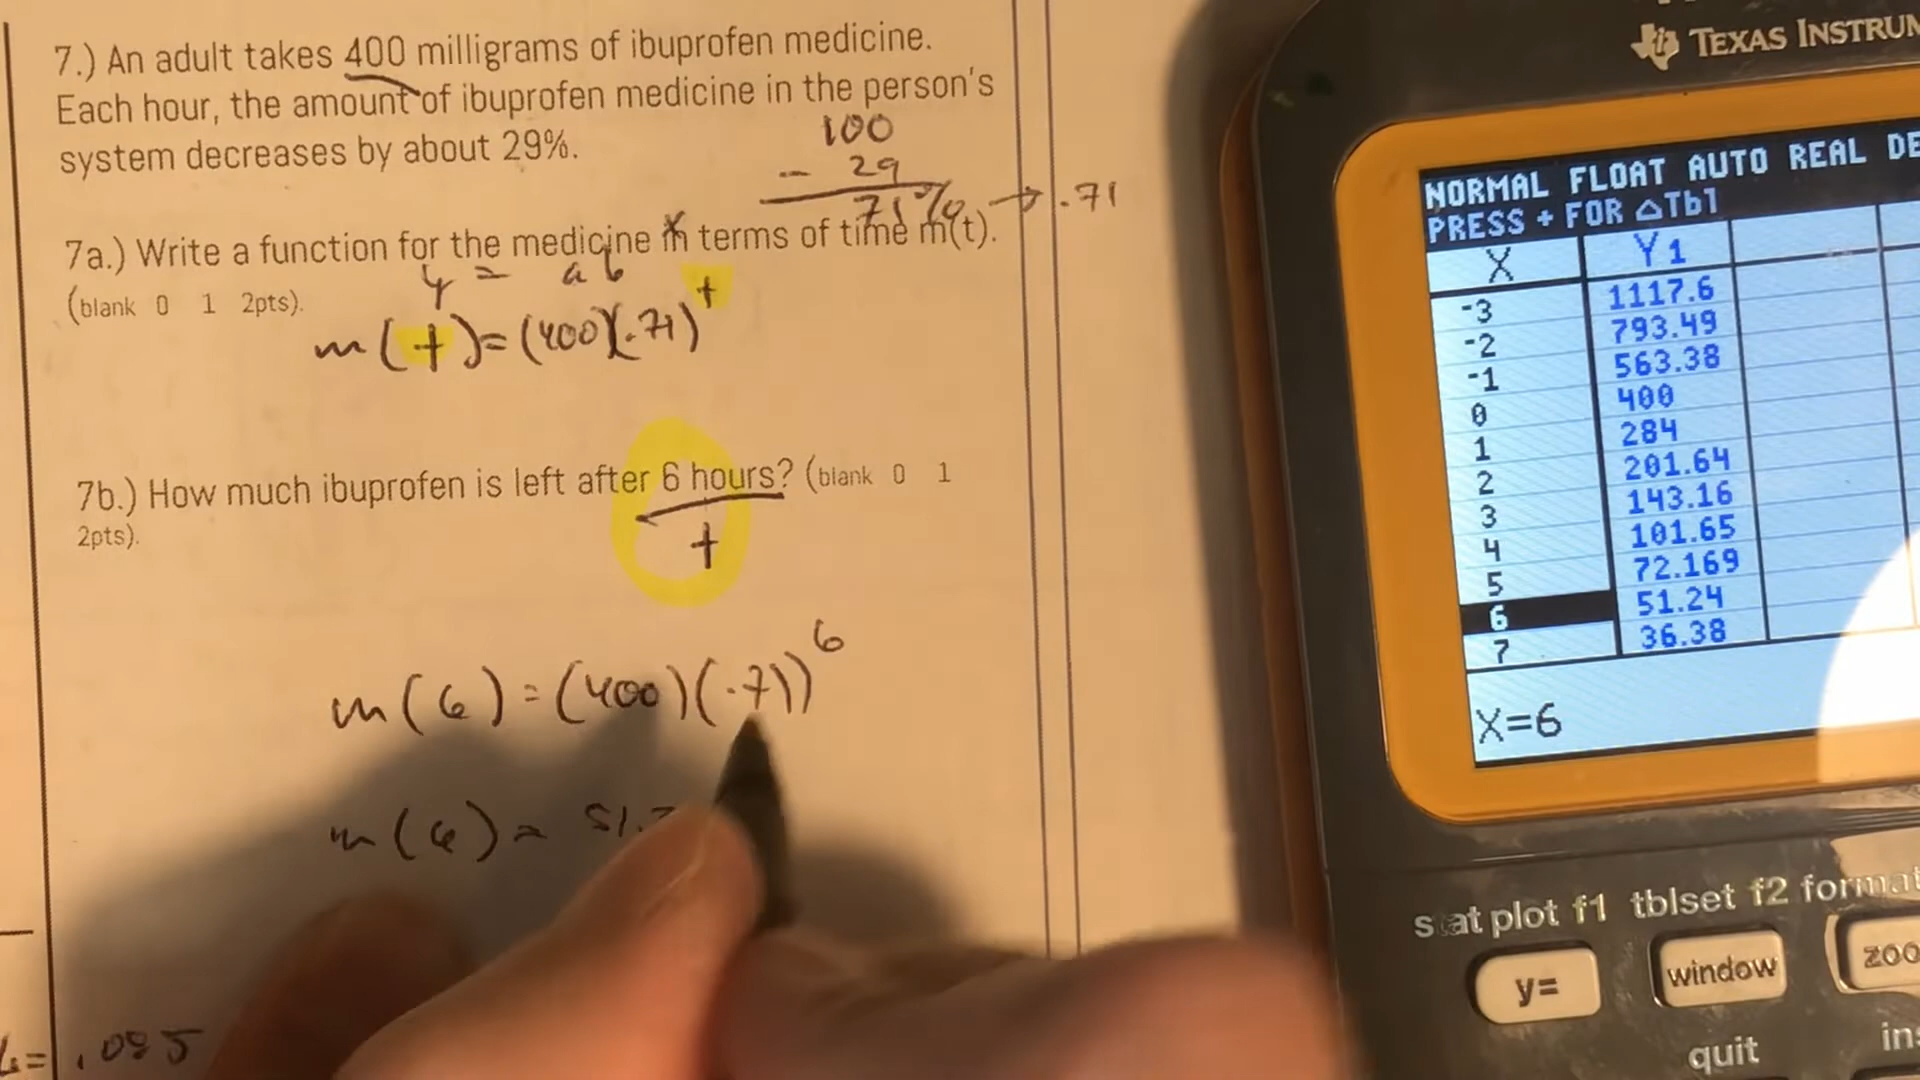 7.) An adult takes 400 milligrams of ibuprofen medicine.
Each hour, the amount of ibuprofen medicine in the person's
system decreases by about 29%.
100
- 29
71% → .71
7a.) Write a function for the medicine in terms of time m(t).
(blank 0 1 2pts).
y = ab
m(t)=(400)(.71)^t
7b.) How much ibuprofen is left after 6 hours? (blank 0 1
2pts).
t
m(6)=(400)(.71)^6
m(6)= 51.
.085
TEXAS INSTRUM
NORMAL FLOAT AUTO REAL DE
PRESS + FOR △Tbl
X Y1
-3 1117.6
-2 793.49
-1 563.38
0 400
1 284
2 201.64
3 143.16
4 101.65
5 72.169
6 51.24
7 36.38
X=6
stat plot f1 tblset f2 format
y= window zoo
quit ins